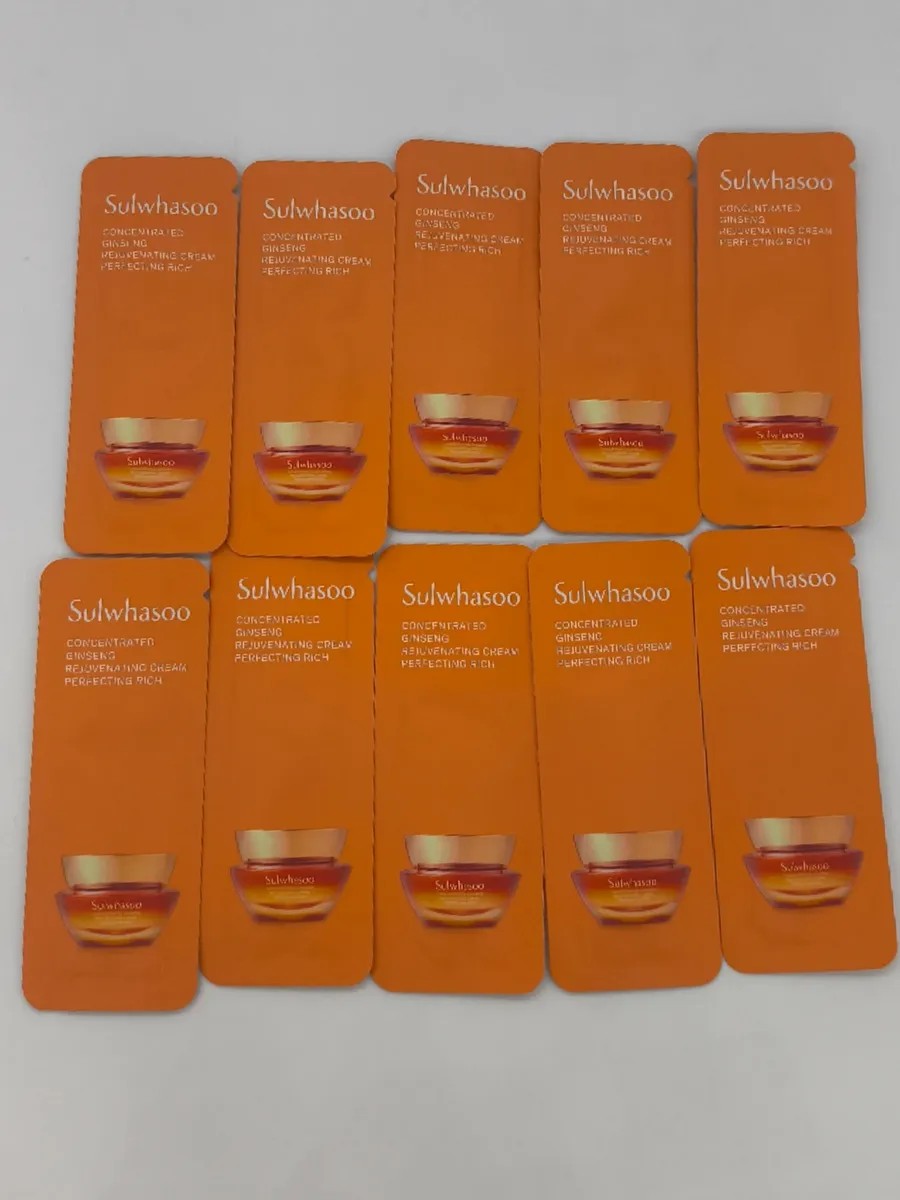 Sulwhasoo
CONCENTRATED
GINSENG
REJUVENATING CREAM
PERFECTING RICH
Sulwhasoo
Sulwhasoo
CONCENTRATED
GINSENG
REJUVENATING CREAM
PERFECTING RICH
Sulwhasoo
Sulwhasoo
CONCENTRATED
GINSENG
REJUVENATING CREAM
PERFECTING RICH
Sulwhasoo
Sulwhasoo
CONCENTRATED
GINSENG
REJUVENATING CREAM
PERFECTING RICH
Sulwhasoo
Sulwhasoo
CONCENTRATED
GINSENG
REJUVENATING CREAM
PERFECTING RICH
Sulwhasoo
Sulwhasoo
CONCENTRATED
GINSENG
REJUVENATING CREAM
PERFECTING RICH
Sulwhasoo
Sulwhasoo
CONCENTRATED
GINSENG
REJUVENATING CREAM
PERFECTING RICH
Sulwhasoo
Sulwhasoo
CONCENTRATED
GINSENG
REJUVENATING CREAM
PERFECTING RICH
Sulwhasoo
Sulwhasoo
CONCENTRATED
GINSENG
REJUVENATING CREAM
PERFECTING RICH
Sulwhasoo
Sulwhasoo
CONCENTRATED
GINSENG
REJUVENATING CREAM
PERFECTING RICH
Sulwhasoo